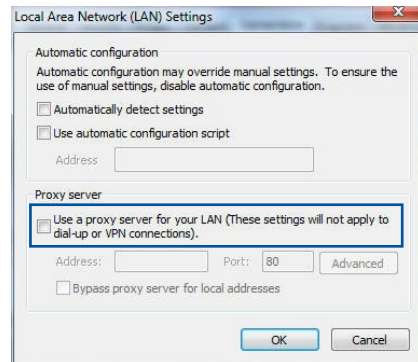 Local Area Network (LAN) Settings
Automatic configuration
Automatic configuration may override manual settings. To ensure the
use of manual settings, disable automatic configuration.
Automatically detect settings
Use automatic configuration script
Address
Proxy server
Use a proxy server for your LAN (These settings will not apply to
dial-up or VPN connections).
Address: Port: 80 Advanced
Bypass proxy server for local addresses
OK Cancel